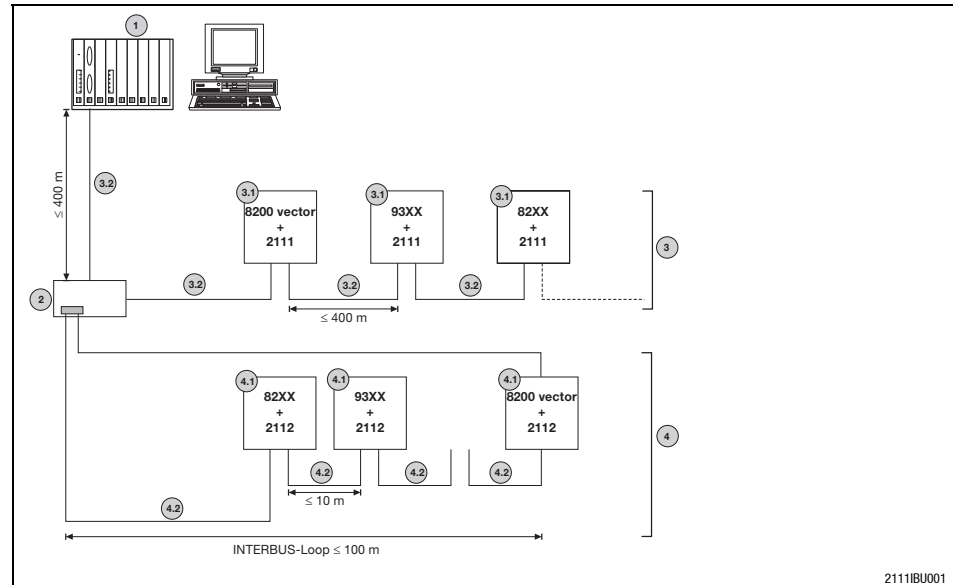 1
≤ 400 m
3.2
3.1
8200 vector
+
2111
3.1
93XX
+
2111
3.1
82XX
+
2111
3
2
3.2
3.2
3.2
≤ 400 m
4.1
82XX
+
2112
4.1
93XX
+
2112
4.1
8200 vector
+
2112
4
4.2
4.2
4.2
≤ 10 m
4.2
INTERBUS-Loop ≤ 100 m
2111IBU001